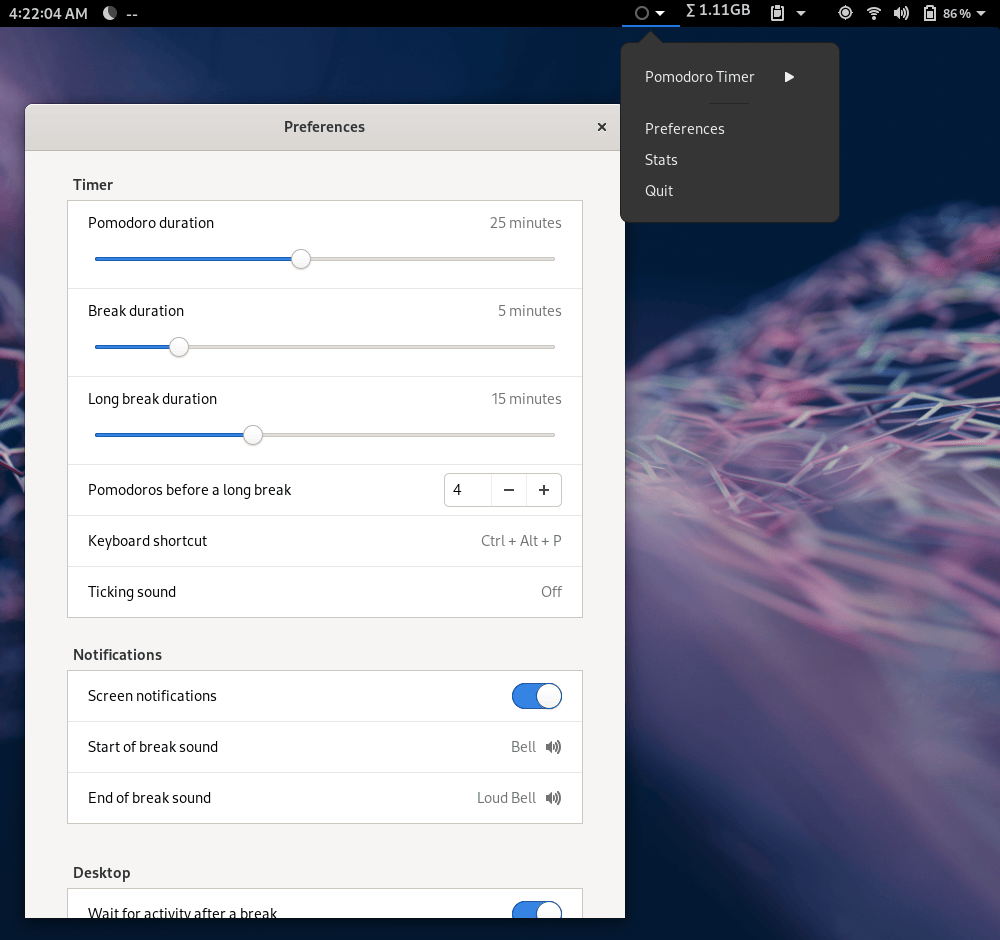 4:22:04 AM --
Σ 1.11GB
86 %
Pomodoro Timer
Preferences
Stats
Quit
Preferences
Timer
Pomodoro duration 25 minutes
Break duration 5 minutes
Long break duration 15 minutes
Pomodoros before a long break 4 − +
Keyboard shortcut Ctrl + Alt + P
Ticking sound Off
Notifications
Screen notifications
Start of break sound Bell
End of break sound Loud Bell
Desktop
Wait for activity after a break